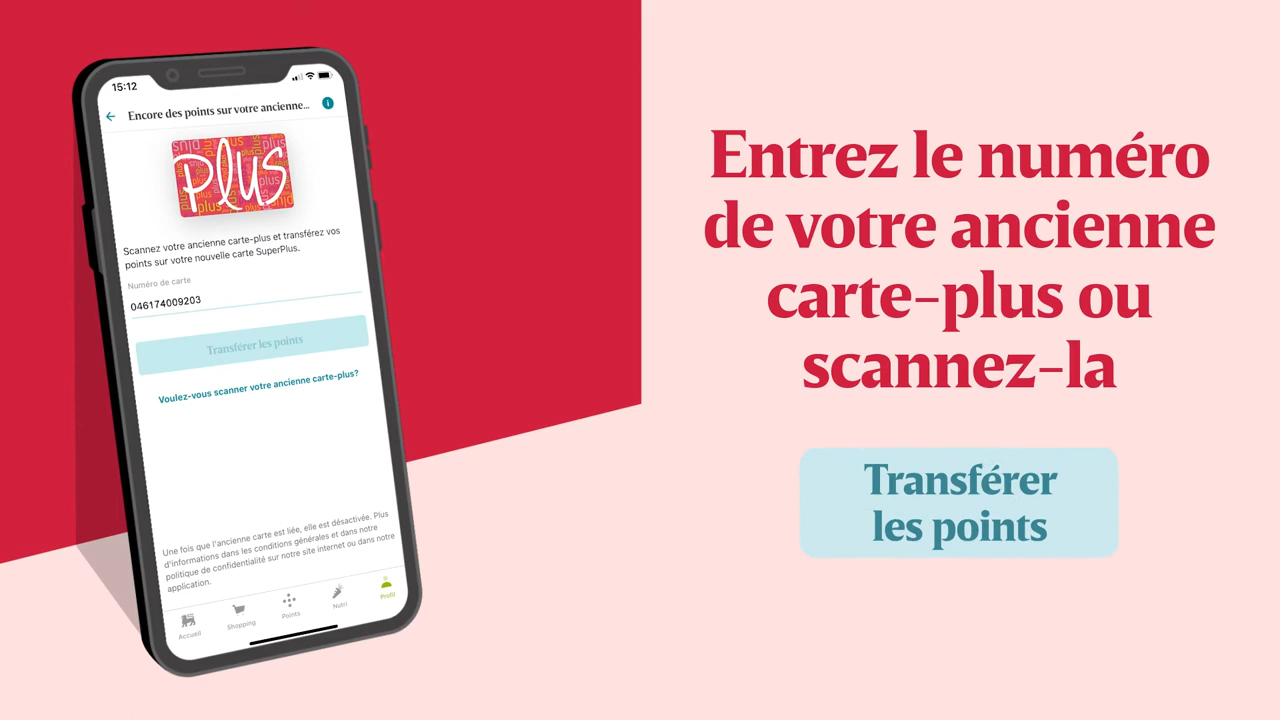 15:12
Encore des points sur votre ancienne...
plus
Scannez votre ancienne carte-plus et transférez vos
points sur votre nouvelle carte SuperPlus.
Numéro de carte
046174009203
Transférer les points
Voulez-vous scanner votre ancienne carte-plus?
Une fois que l'ancienne carte est liée, elle est désactivée. Plus
d'informations dans les conditions générales et dans notre
politique de confidentialité sur notre site internet ou dans notre
application.
Accueil Shopping Points Nutri Profil
Entrez le numéro
de votre ancienne
carte-plus ou
scannez-la
Transférer
les points